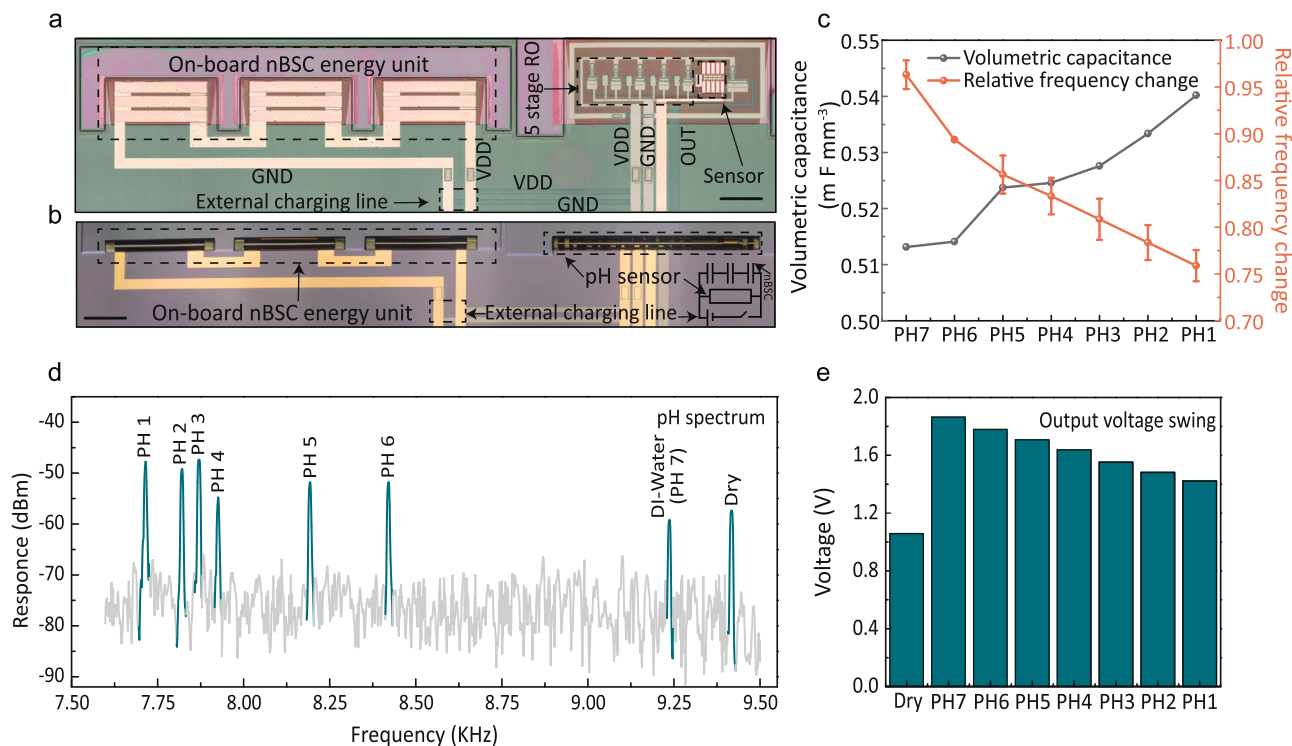 a
On-board nBSC energy unit
5 stage RO
VDD
GND
OUT
VDD
GND
VDD
GND
External charging line
Sensor
b
pH sensor
nBSC
On-board nBSC energy unit
External charging line
c
Volumetric capacitance
Relative frequency change
Volumetric capacitance
(m F mm-3)
0.55
0.54
0.53
0.52
0.51
0.50
1.00
0.95
0.90
0.85
0.80
0.75
0.70
Relative frequency change
PH7 PH6 PH5 PH4 PH3 PH2 PH1
d
pH spectrum
Responce (dBm)
-40
-50
-60
-70
-80
-90
PH 1
PH 2
PH 3
PH 4
PH 5
PH 6
DI-Water
(PH 7)
Dry
7.50 7.75 8.00 8.25 8.50 8.75 9.00 9.25 9.50
Frequency (KHz)
e
Output voltage swing
Voltage (V)
2.0
1.6
1.2
0.8
0.4
0.0
Dry PH7 PH6 PH5 PH4 PH3 PH2 PH1